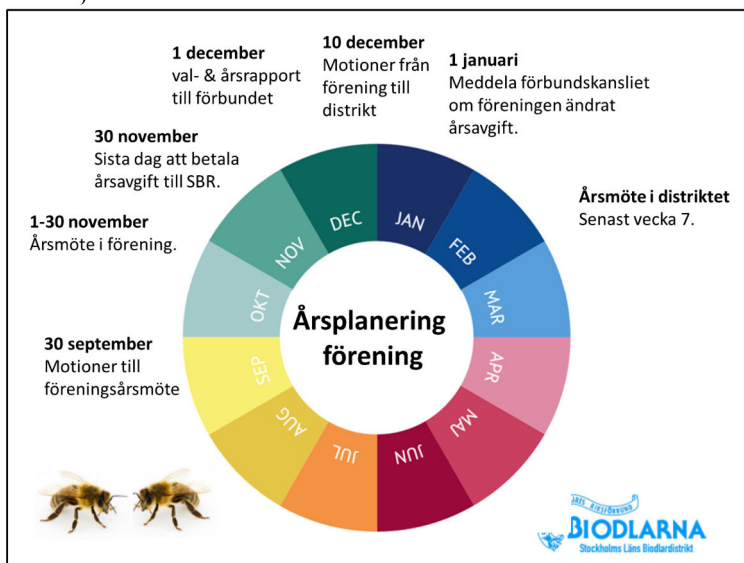 1 december
val- & årsrapport
till förbundet
10 december
Motioner från
förening till
distrikt
1 januari
Meddela förbundskansliet
om föreningen ändrat
årsavgift.
30 november
Sista dag att betala
årsavgift till SBR.
Årsmöte i distriktet
Senast vecka 7.
1-30 november
Årsmöte i förening.
30 september
Motioner till
föreningsårsmöte
JAN
FEB
MAR
APR
MAJ
JUN
JUL
AUG
SEP
OKT
NOV
DEC
Årsplanering
förening
RIKSFÖRBUND
BIODLARNA
Stockholms Läns Biodlardistrikt